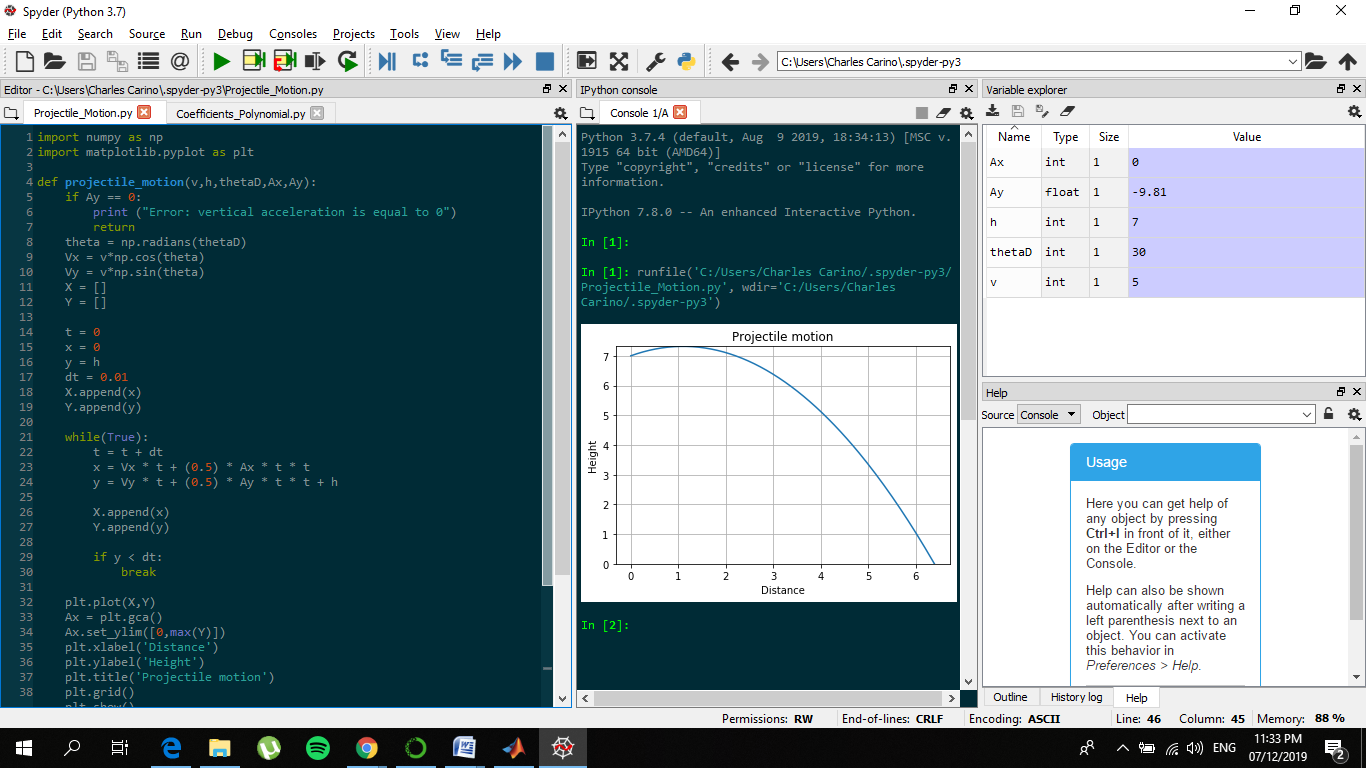 Spyder (Python 3.7)
File Edit Search Source Run Debug Consoles Projects Tools View Help
C:\Users\Charles Carino\.spyder-py3
Editor - C:\Users\Charles Carino\.spyder-py3\Projectile_Motion.py
Projectile_Motion.py Coefficients_Polynomial.py
1 import numpy as np
2 import matplotlib.pyplot as plt
3
4 def projectile_motion(v,h,thetaD,Ax,Ay):
5     if Ay == 0:
6         print ("Error: vertical acceleration is equal to 0")
7         return
8     theta = np.radians(thetaD)
9     Vx = v*np.cos(theta)
10     Vy = v*np.sin(theta)
11     X = []
12     Y = []
13
14     t = 0
15     x = 0
16     y = h
17     dt = 0.01
18     X.append(x)
19     Y.append(y)
20
21     while(True):
22         t = t + dt
23         x = Vx * t + (0.5) * Ax * t * t
24         y = Vy * t + (0.5) * Ay * t * t + h
25
26         X.append(x)
27         Y.append(y)
28
29         if y < dt:
30             break
31
32     plt.plot(X,Y)
33     Ax = plt.gca()
34     Ax.set_ylim([0,max(Y)])
35     plt.xlabel('Distance')
36     plt.ylabel('Height')
37     plt.title('Projectile motion')
38     plt.grid()
plt.show()
IPython console
Console 1/A
Python 3.7.4 (default, Aug  9 2019, 18:34:13) [MSC v.
1915 64 bit (AMD64)]
Type "copyright", "credits" or "license" for more
information.
IPython 7.8.0 -- An enhanced Interactive Python.
In [1]:
In [1]: runfile('C:/Users/Charles Carino/.spyder-py3/
Projectile_Motion.py', wdir='C:/Users/Charles
Carino/.spyder-py3')
Projectile motion
7
6
5
4
3
2
1
0
Height
0 1 2 3 4 5 6
Distance
In [2]:
Variable explorer
Name Type Size Value
Ax int 1 0
Ay float 1 -9.81
h int 1 7
thetaD int 1 30
v int 1 5
Help
Source Console Object
Usage
Here you can get help of
any object by pressing
Ctrl+I in front of it, either
on the Editor or the
Console.
Help can also be shown
automatically after writing a
left parenthesis next to an
object. You can activate
this behavior in
Preferences > Help.
Outline History log Help
Permissions: RW End-of-lines: CRLF Encoding: ASCII Line: 46 Column: 45 Memory: 88 %
ENG
11:33 PM
07/12/2019
2